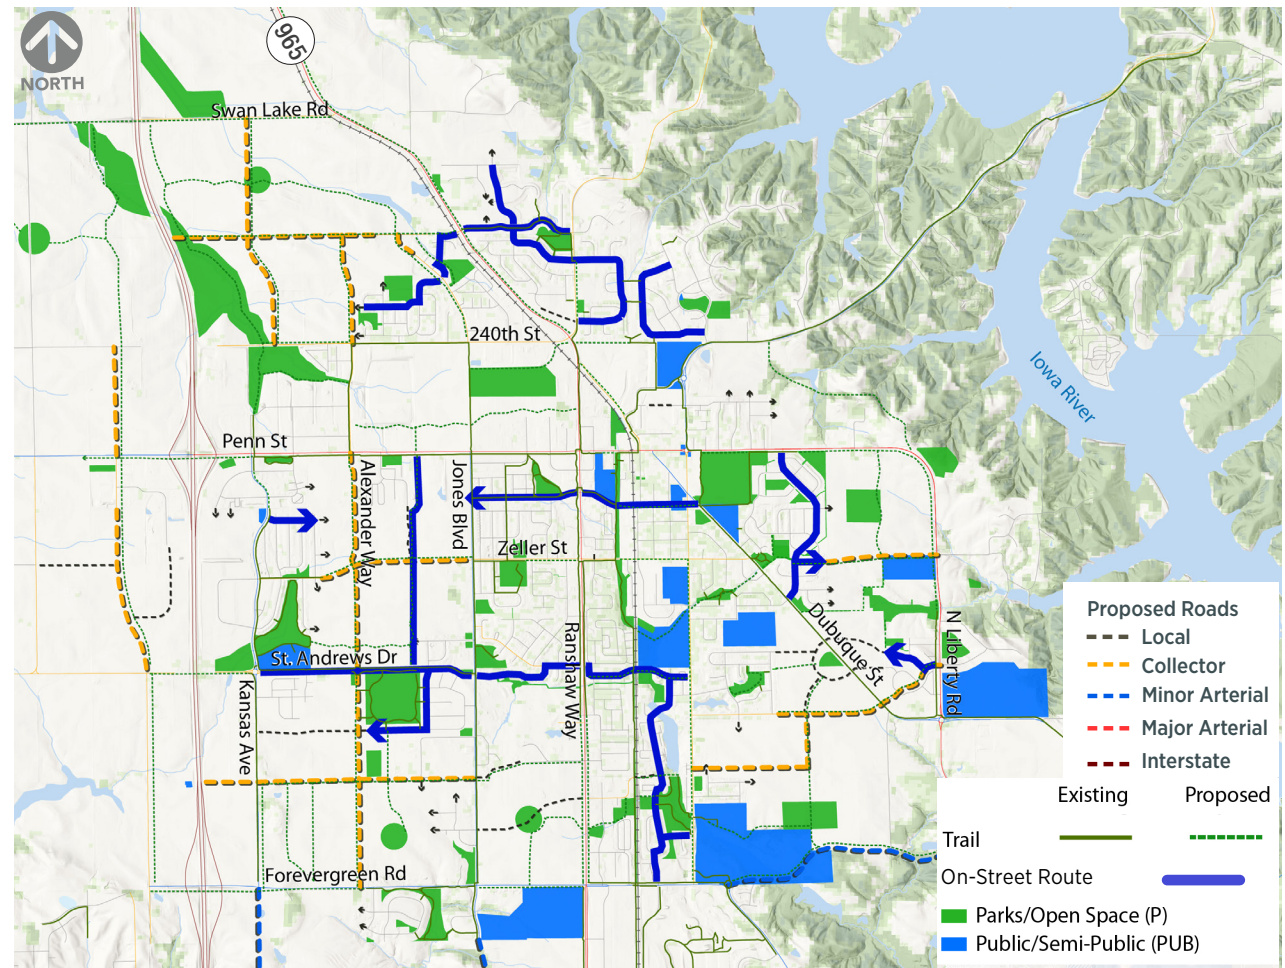 965
NORTH
Swan Lake Rd
240th St
Iowa River
Penn St
Alexander Way
Jones Blvd
Zeller St
Dubuque St
N Liberty Rd
Ranshaw Way
St. Andrews Dr
Kansas Ave
Forevergreen Rd
Proposed Roads
Local
Collector
Minor Arterial
Major Arterial
Interstate
Existing Proposed
Trail
On-Street Route
Parks/Open Space (P)
Public/Semi-Public (PUB)